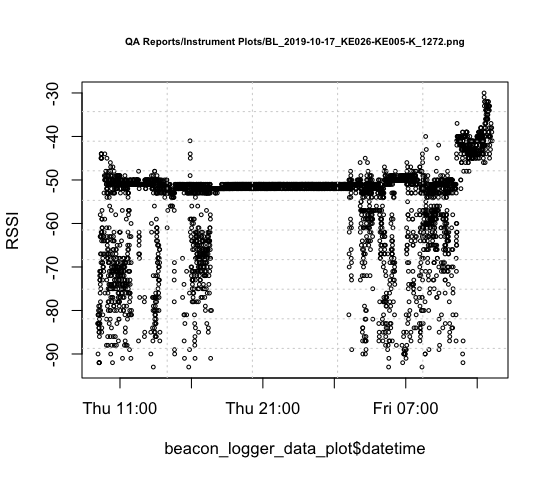 QA Reports/Instrument Plots/BL_2019-10-17_KE026-KE005-K_1272.png
-30
-40
-50
-60
-70
-80
-90
RSSI
Thu 11:00 Thu 21:00 Fri 07:00
beacon_logger_data_plot$datetime